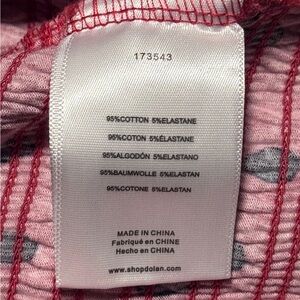 173543
95%COTTON 5%ELASTANE
95%COTON 5%ÉLASTANE
95%ALGODÓN 5%ELASTANO
95%BAUMWOLLE 5%ELASTAN
95%COTONE 5%ELASTAN
MADE IN CHINA
Fabriqué en CHINE
Hecho en CHINA
www.shopdolan.com